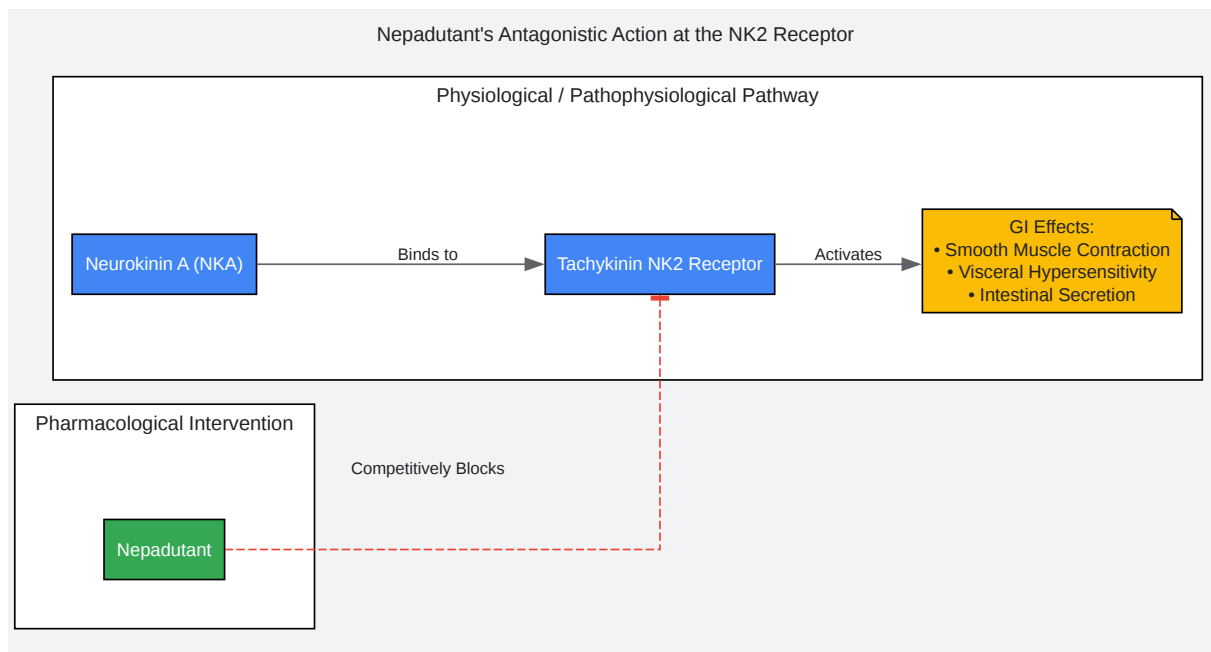 Nepadutant's Antagonistic Action at the NK2 Receptor
Physiological / Pathophysiological Pathway
Neurokinin A (NKA)
Binds to
Tachykinin NK2 Receptor
Activates
GI Effects:
• Smooth Muscle Contraction
• Visceral Hypersensitivity
• Intestinal Secretion
Pharmacological Intervention
Competitively Blocks
Nepadutant